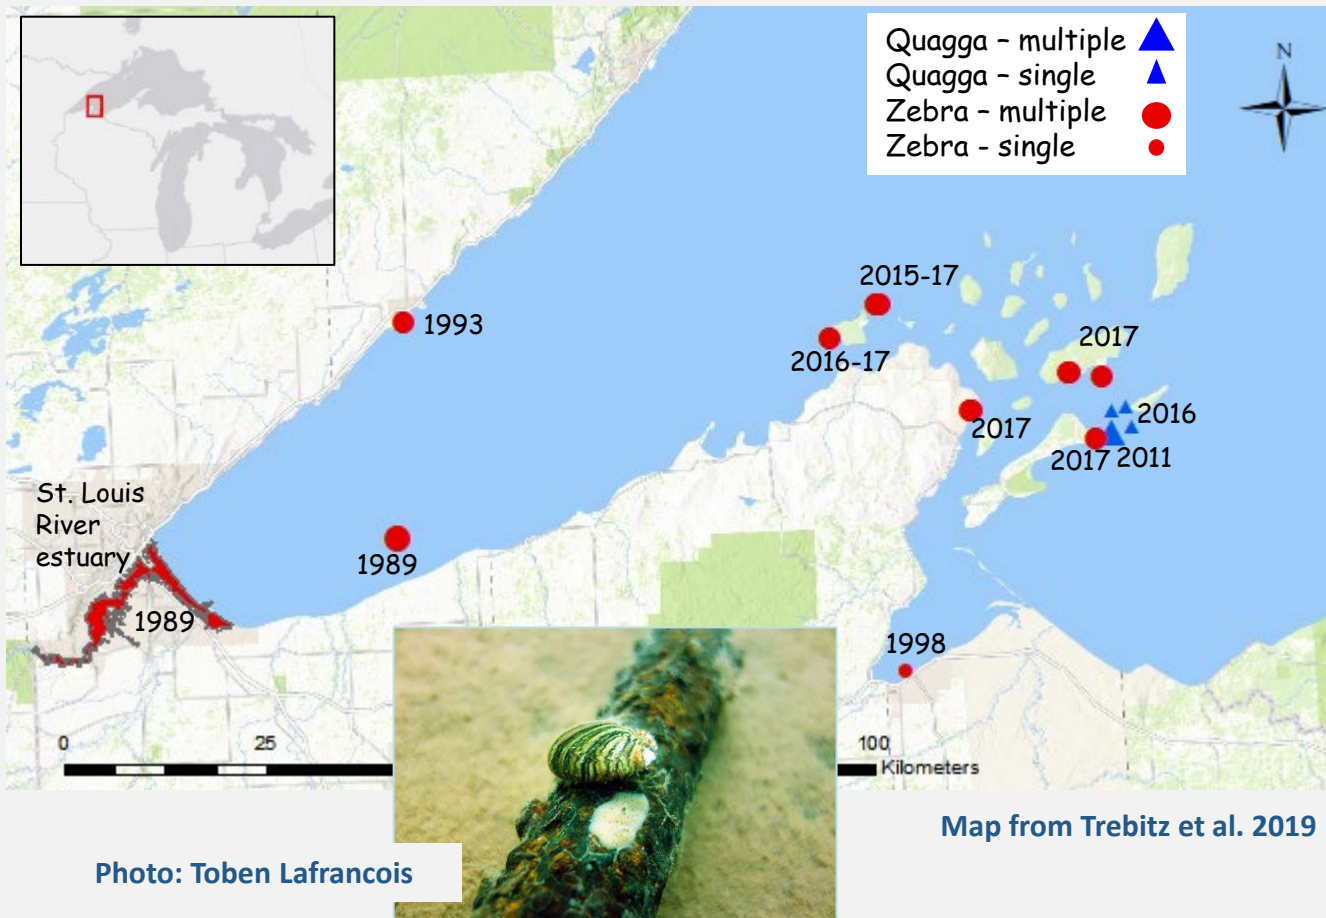 Quagga – multiple
Quagga – single
Zebra – multiple
Zebra - single
N
2015-17
1993
2016-17
2017
2016
2017
2017 2011
St. Louis
River
estuary
1989
1989
1998
0 25 100
Kilometers
Map from Trebitz et al. 2019
Photo: Toben Lafrancois